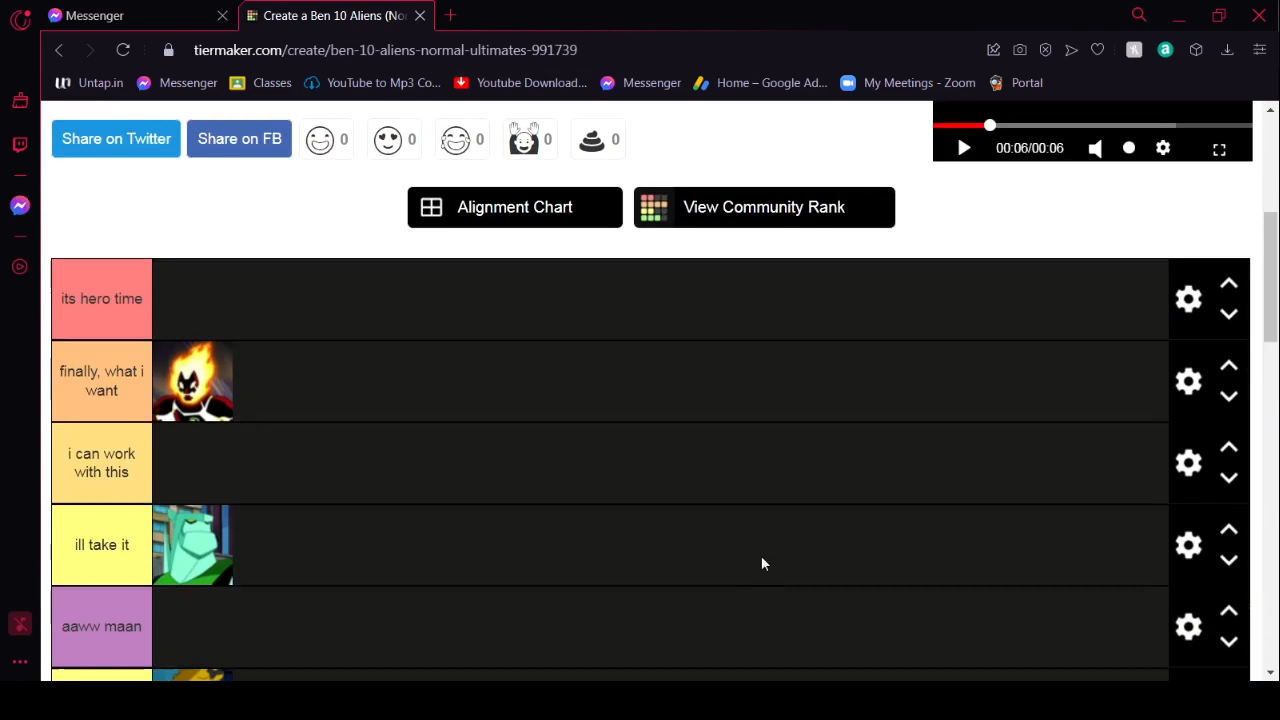 Messenger
Create a Ben 10 Aliens (No
tiermaker.com/create/ben-10-aliens-normal-ultimates-991739
Untap.in
Messenger
Classes
YouTube to Mp3 Co...
Youtube Download...
Messenger
Home – Google Ad...
My Meetings - Zoom
Portal
Share on Twitter
Share on FB
0
0
0
0
0
00:06/00:06
Alignment Chart
View Community Rank
its hero time
finally, what i
want
i can work
with this
ill take it
aaww maan